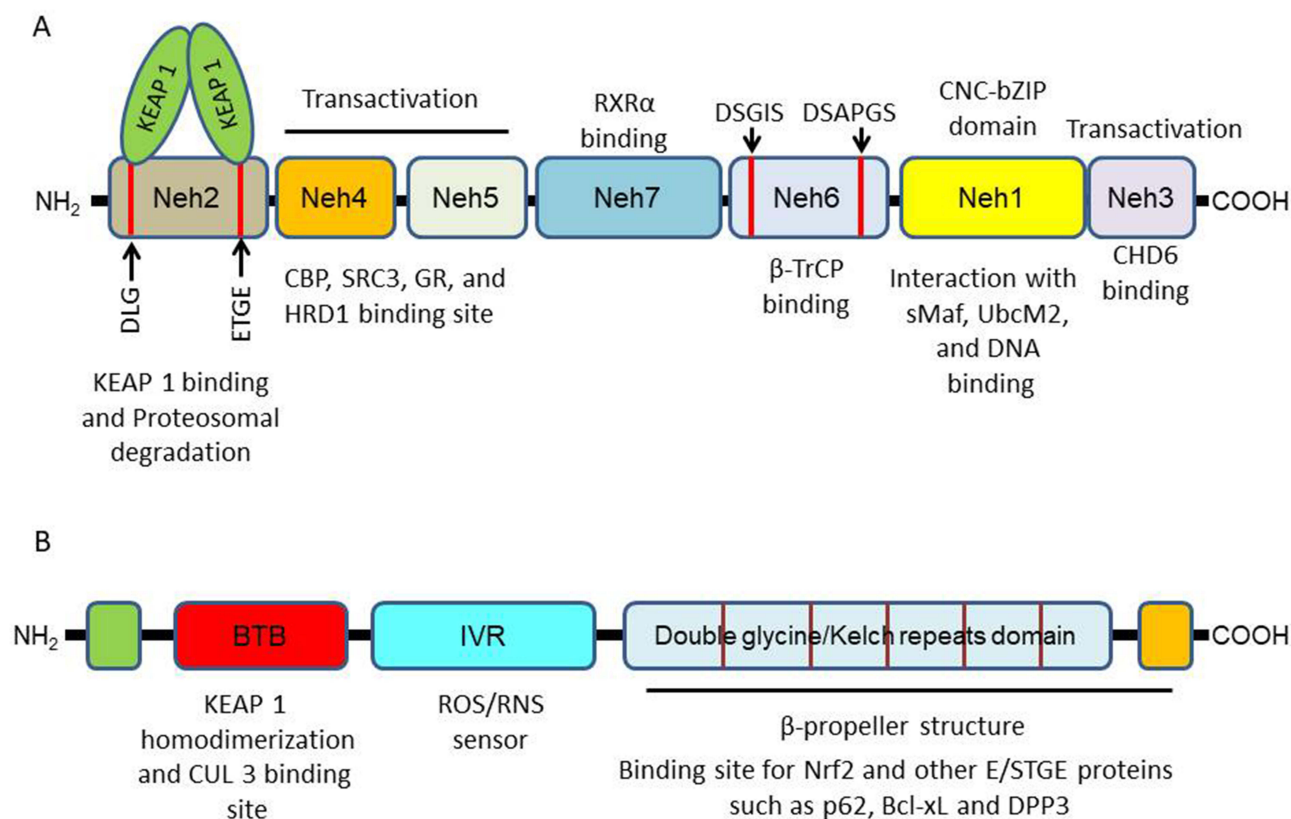 A
KEAP 1
KEAP 1
Transactivation
RXRα
binding
DSGIS
DSAPGS
CNC-bZIP
domain
Transactivation
NH2
Neh2
Neh4
Neh5
Neh7
Neh6
Neh1
Neh3
COOH
DLG
ETGE
CBP, SRC3, GR, and
HRD1 binding site
β-TrCP
binding
Interaction with
sMaf, UbcM2,
and DNA
binding
CHD6
binding
KEAP 1 binding
and Proteosomal
degradation
B
NH2
BTB
IVR
Double glycine/Kelch repeats domain
COOH
KEAP 1
homodimerization
and CUL 3 binding
site
ROS/RNS
sensor
β-propeller structure
Binding site for Nrf2 and other E/STGE proteins
such as p62, Bcl-xL and DPP3